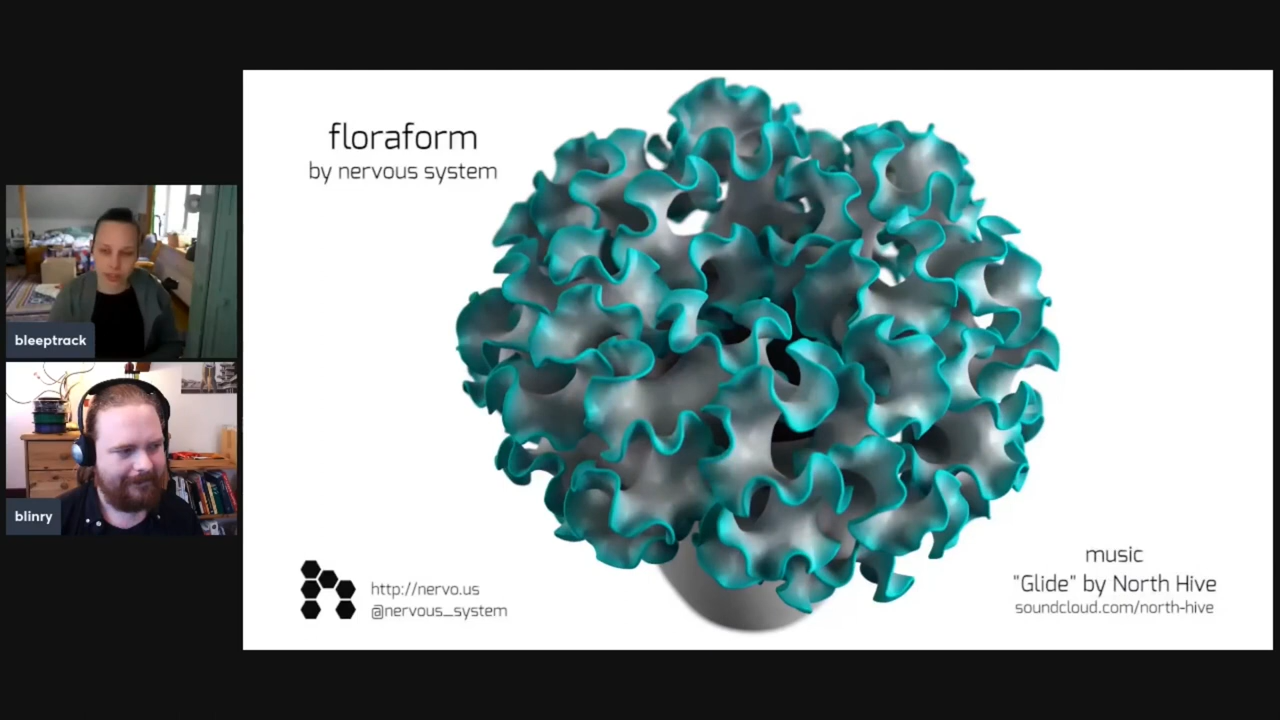 floraform
by nervous system
bleeptrack
blinry
http://nervo.us
@nervous_system
music
"Glide" by North Hive
soundcloud.com/north-hive